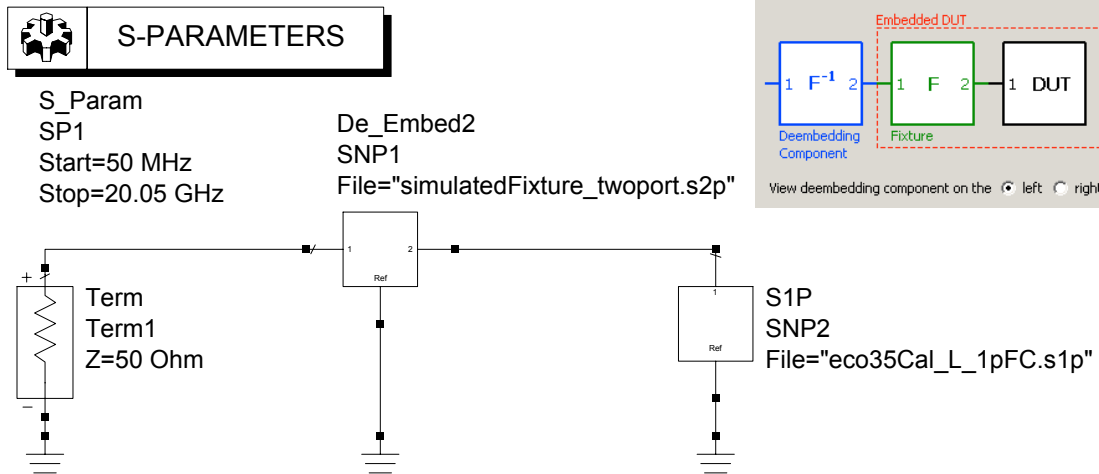 S-PARAMETERS
S_Param
SP1
Start=50 MHz
Stop=20.05 GHz
De_Embed2
SNP1
File="simulatedFixture_twoport.s2p"
1
2
Ref
+
Term
Term1
Z=50 Ohm
−
1
Ref
S1P
SNP2
File="eco35Cal_L_1pFC.s1p"
Embedded DUT
1 F-1 2
1 F 2
1 DUT
Deembedding
Component
Fixture
View deembedding component on the left right